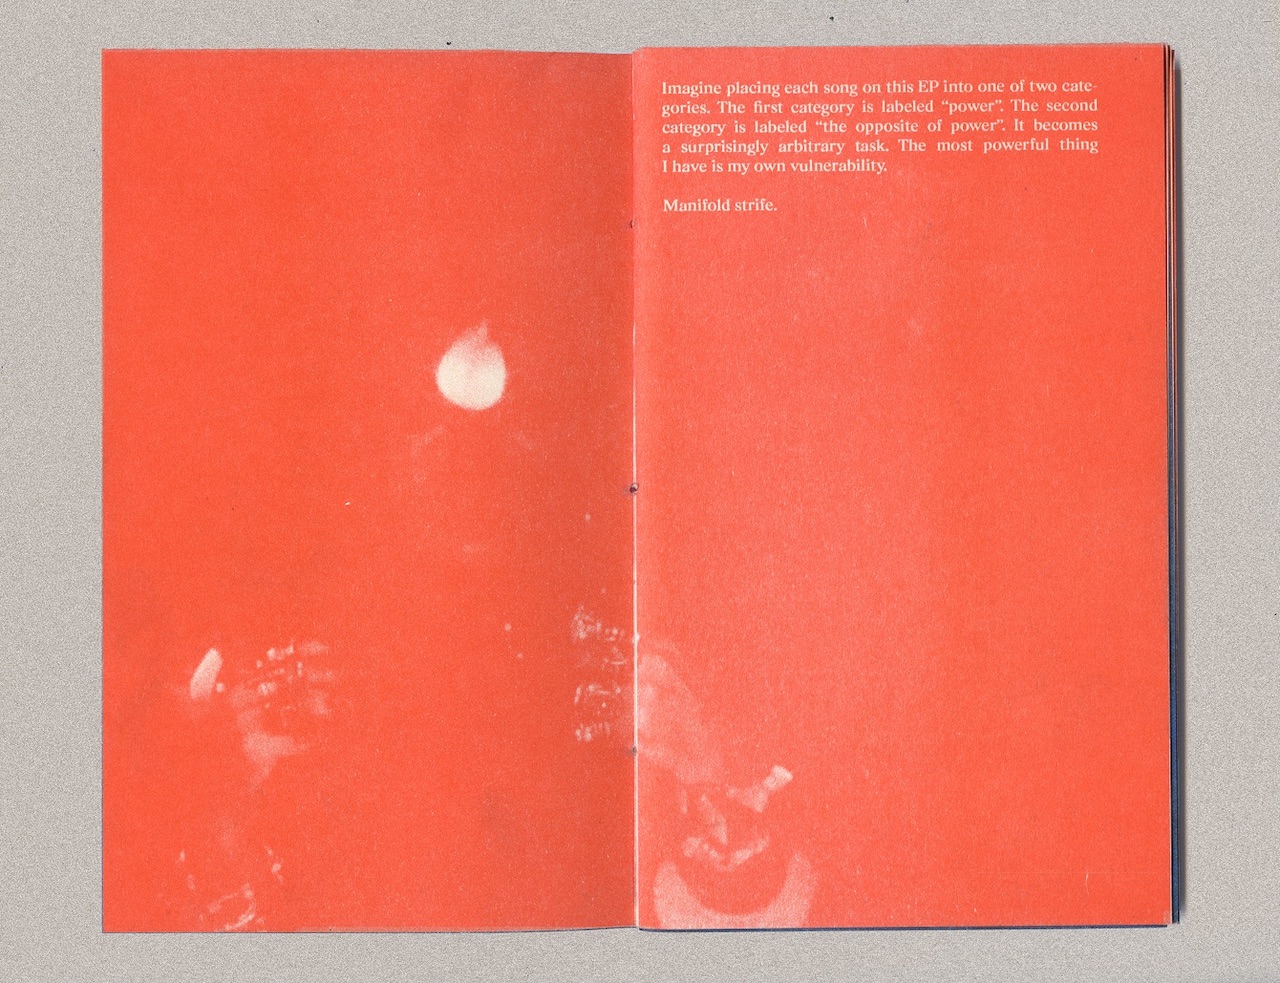 Imagine placing each song on this EP into one of two cate-
gories. The first category is labeled “power”. The second
category is labeled “the opposite of power”. It becomes
a surprisingly arbitrary task. The most powerful thing
I have is my own vulnerability.
Manifold strife.